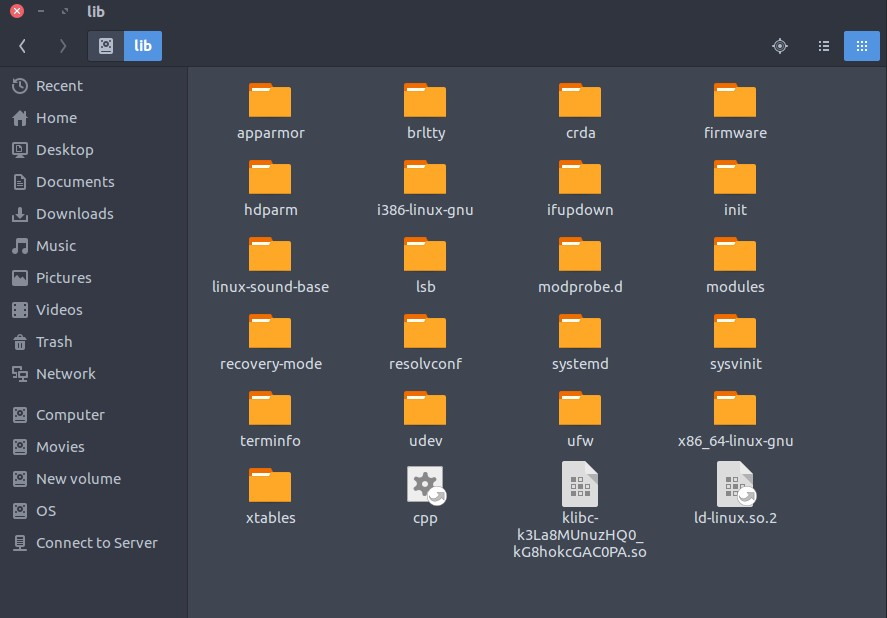 lib
lib
Recent
Home
Desktop
Documents
Downloads
Music
Pictures
Videos
Trash
Network
Computer
Movies
New volume
OS
Connect to Server
apparmor
brltty
crda
firmware
hdparm
i386-linux-gnu
ifupdown
init
linux-sound-base
lsb
modprobe.d
modules
recovery-mode
resolvconf
systemd
sysvinit
terminfo
udev
ufw
x86_64-linux-gnu
xtables
cpp
klibc-
k3La8MUnuzHQ0_
kG8hokcGAC0PA.so
ld-linux.so.2